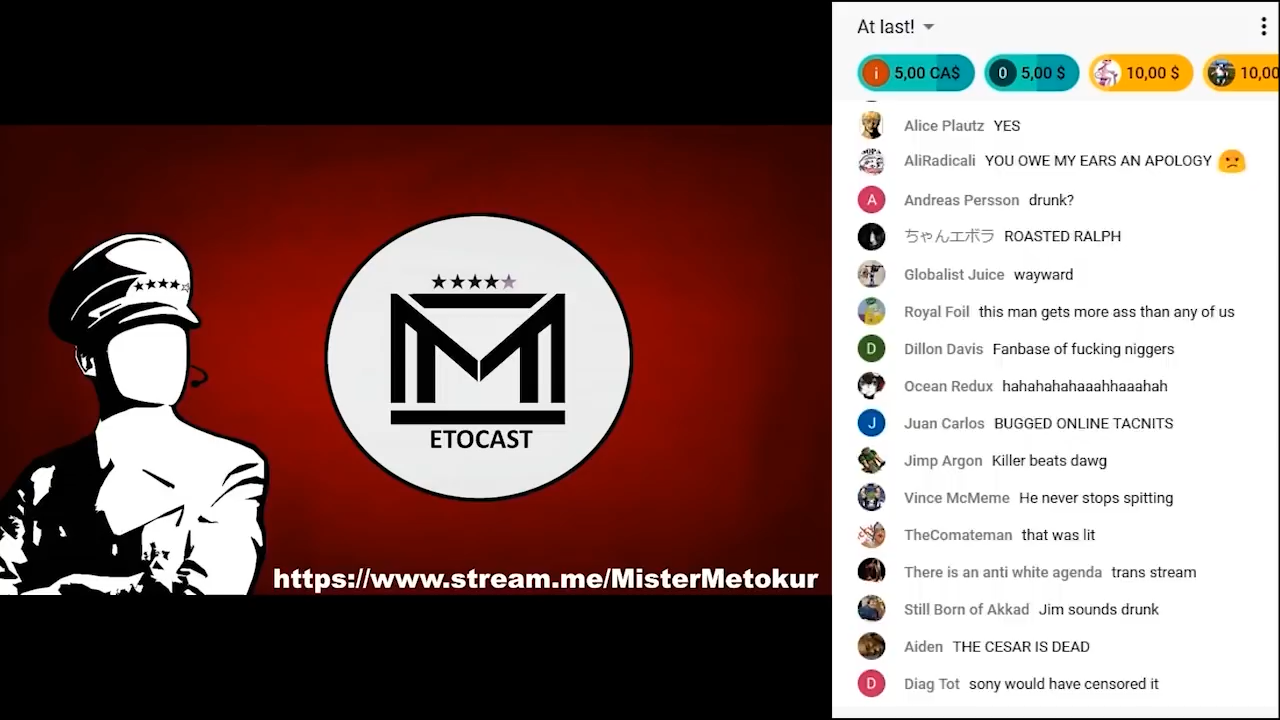 At last!
i 5,00 CA$
0 5,00 $
10,00 $
10,00
Alice Plautz YES
AliRadicali YOU OWE MY EARS AN APOLOGY
A Andreas Persson drunk?
ちゃんエボラ ROASTED RALPH
Globalist Juice wayward
Royal Foil this man gets more ass than any of us
D Dillon Davis Fanbase of fucking niggers
Ocean Redux hahahahahaaahhaaahah
J Juan Carlos BUGGED ONLINE TACNITS
Jimp Argon Killer beats dawg
Vince McMeme He never stops spitting
TheComateman that was lit
There is an anti white agenda trans stream
Still Born of Akkad Jim sounds drunk
Aiden THE CESAR IS DEAD
D Diag Tot sony would have censored it
M
ETOCAST
https://www.stream.me/MisterMetokur